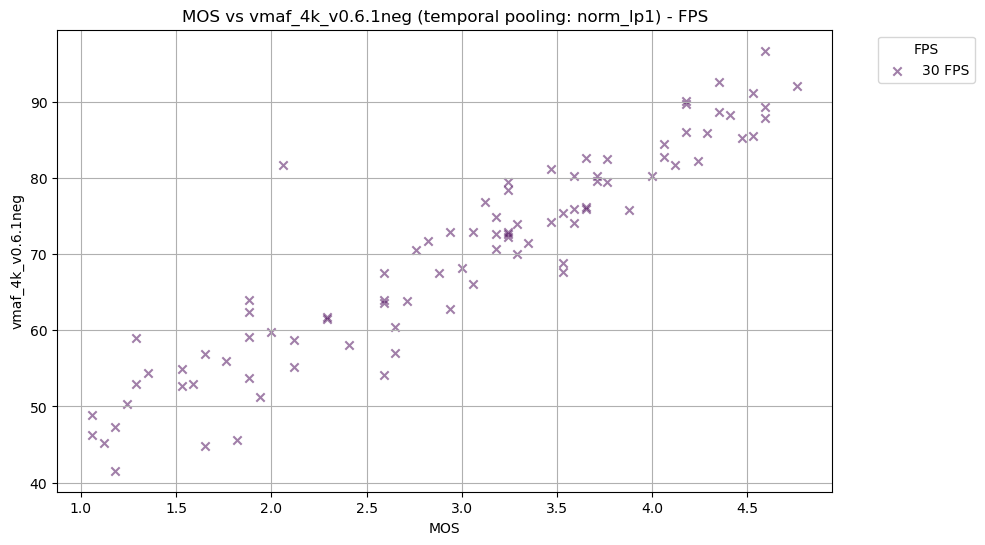 MOS vs vmaf_4k_v0.6.1neg (temporal pooling: norm_lp1) - FPS
FPS
30 FPS
vmaf_4k_v0.6.1neg
90
80
70
60
50
40
1.0 1.5 2.0 2.5 3.0 3.5 4.0 4.5
MOS